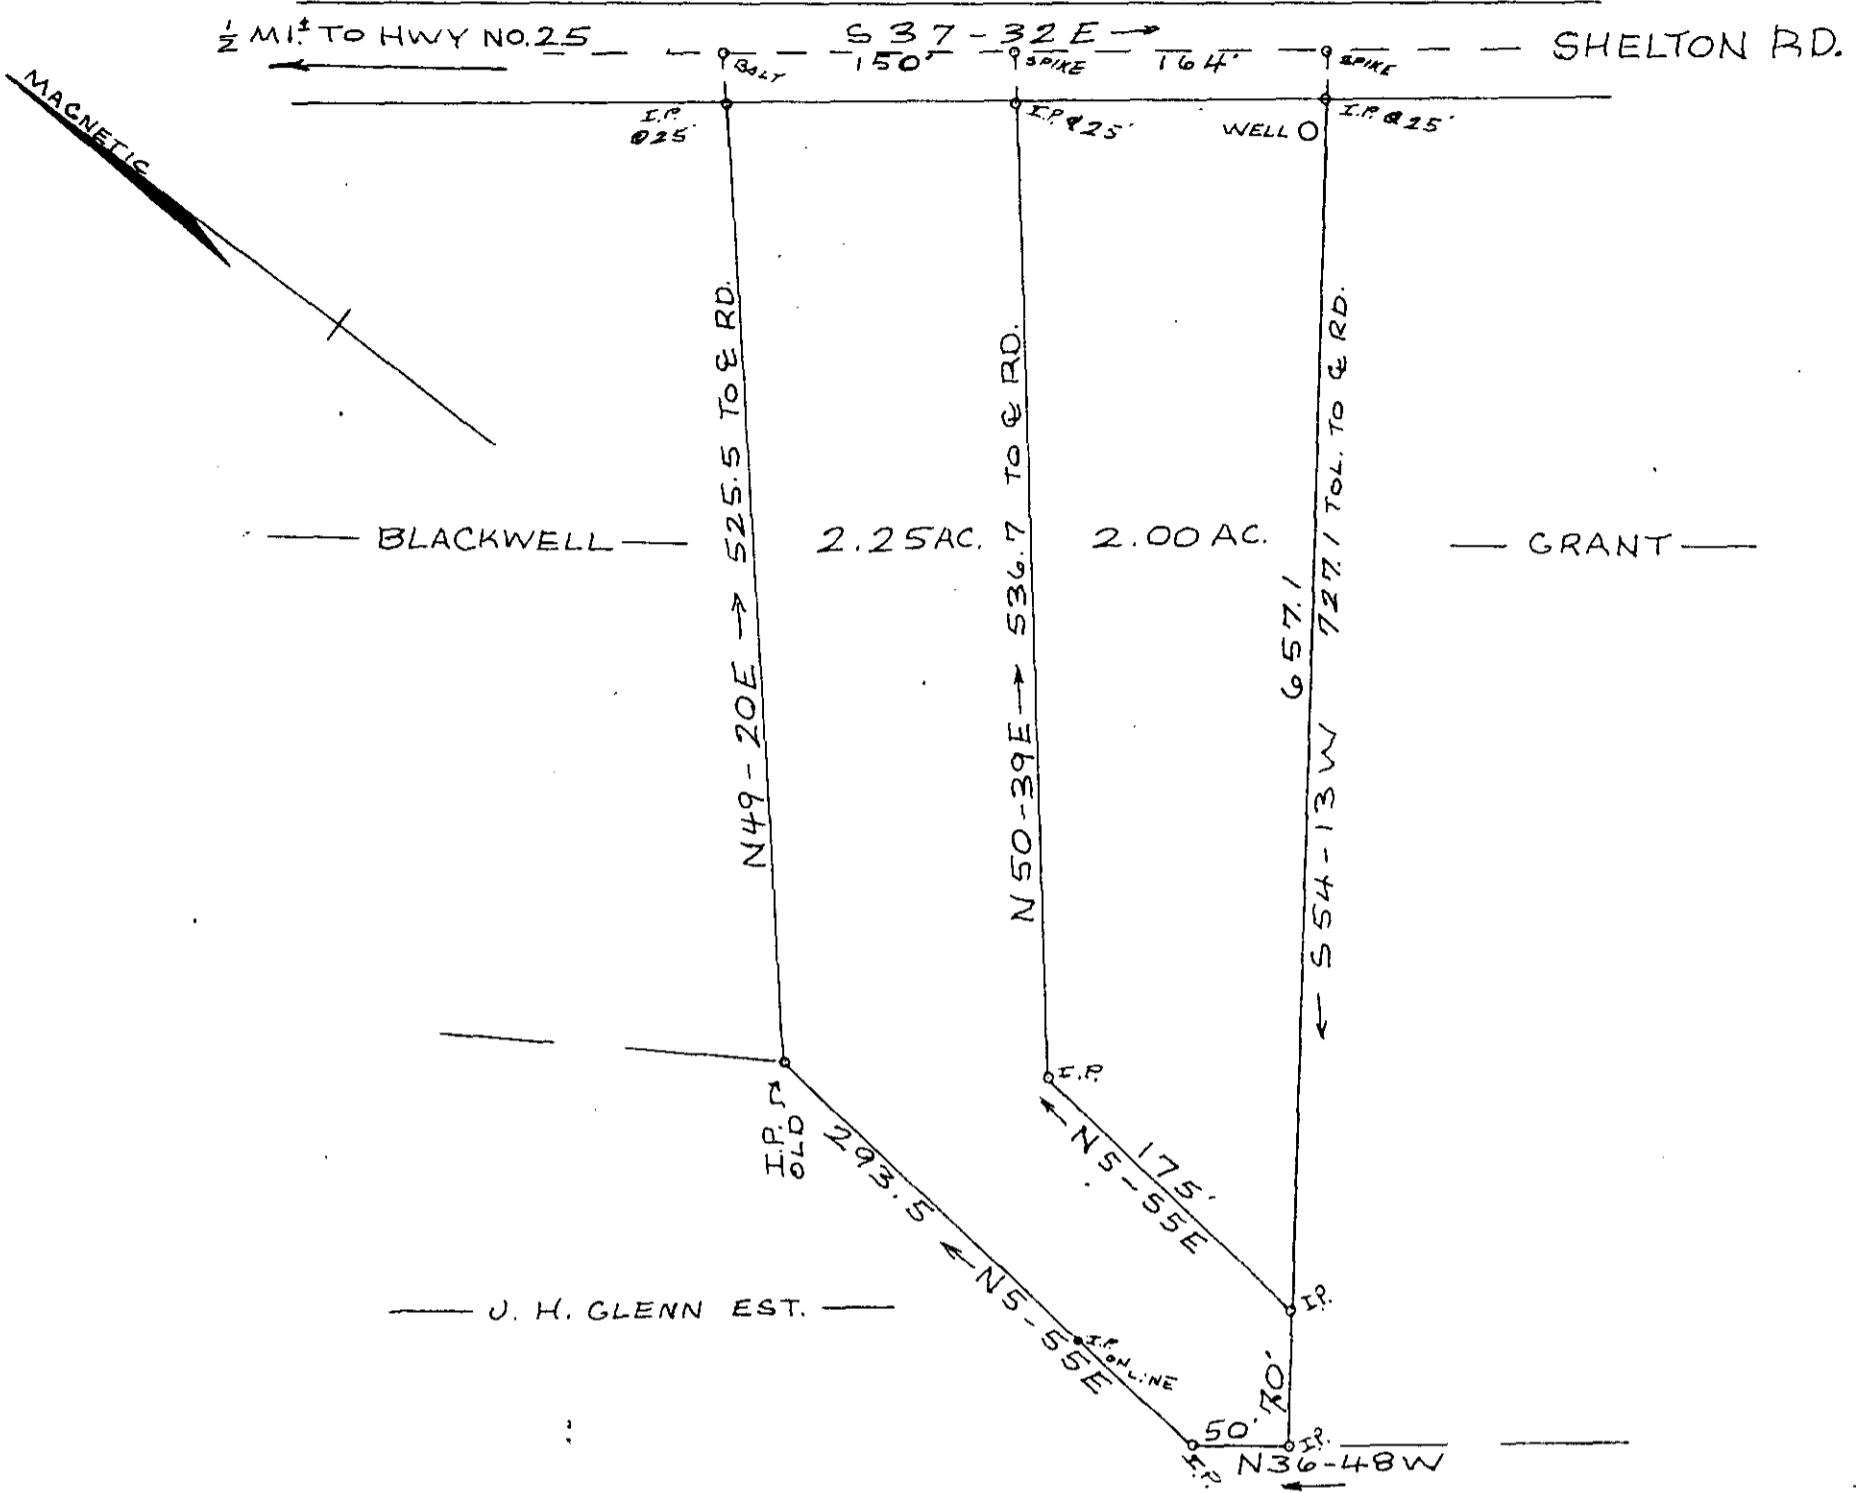 ½ MI.± TO HWY NO. 25
S 37 - 32 E →
SHELTON RD.
150'
164'
BOLT
SPIKE
SPIKE
MAGNETIC
I.P.
@25'
I.P. @25'
WELL
I.P. @25'
N49 - 20E → 525.5 TO ℄ RD.
N50 - 39E → 536.7 TO ℄ RD.
657.1
← S54 - 13W 727.1 TOL. TO ℄ RD.
BLACKWELL
2.25 AC.
2.00 AC.
GRANT
I.P.
OLD
I.P.
293.5
← N5 - 55E
175'
← N5 - 55E
J. H. GLENN EST.
I.P.
ON LINE
I.P.
70'
50'
I.P.
I.P.
N36 - 48W
←